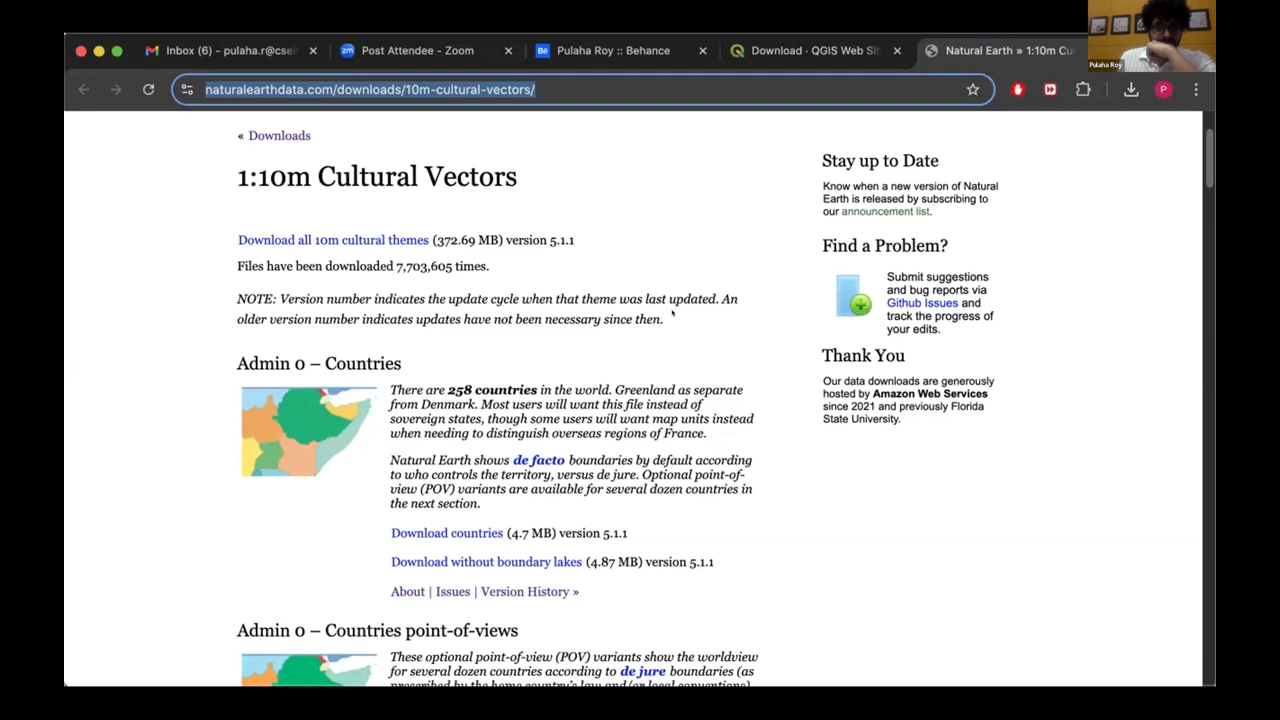 Inbox (6) - pulaha.r@csei
Post Attendee - Zoom
Pulaha Roy :: Behance
Download · QGIS Web Sit
Natural Earth » 1:10m Cu
Pulaha Roy
naturalearthdata.com/downloads/10m-cultural-vectors/
« Downloads
1:10m Cultural Vectors
Download all 10m cultural themes (372.69 MB) version 5.1.1
Files have been downloaded 7,703,605 times.
NOTE: Version number indicates the update cycle when that theme was last updated. An
older version number indicates updates have not been necessary since then.
Admin 0 – Countries
There are 258 countries in the world. Greenland as separate
from Denmark. Most users will want this file instead of
sovereign states, though some users will want map units instead
when needing to distinguish overseas regions of France.
Natural Earth shows de facto boundaries by default according
to who controls the territory, versus de jure. Optional point-of-
view (POV) variants are available for several dozen countries in
the next section.
Download countries (4.7 MB) version 5.1.1
Download without boundary lakes (4.87 MB) version 5.1.1
About | Issues | Version History »
Admin 0 – Countries point-of-views
These optional point-of-view (POV) variants show the worldview
for several dozen countries according to de jure boundaries (as
prescribed by the home country's law and/or local conventions)
Stay up to Date
Know when a new version of Natural
Earth is released by subscribing to
our announcement list.
Find a Problem?
Submit suggestions
and bug reports via
Github Issues and
track the progress of
your edits.
Thank You
Our data downloads are generously
hosted by Amazon Web Services
since 2021 and previously Florida
State University.